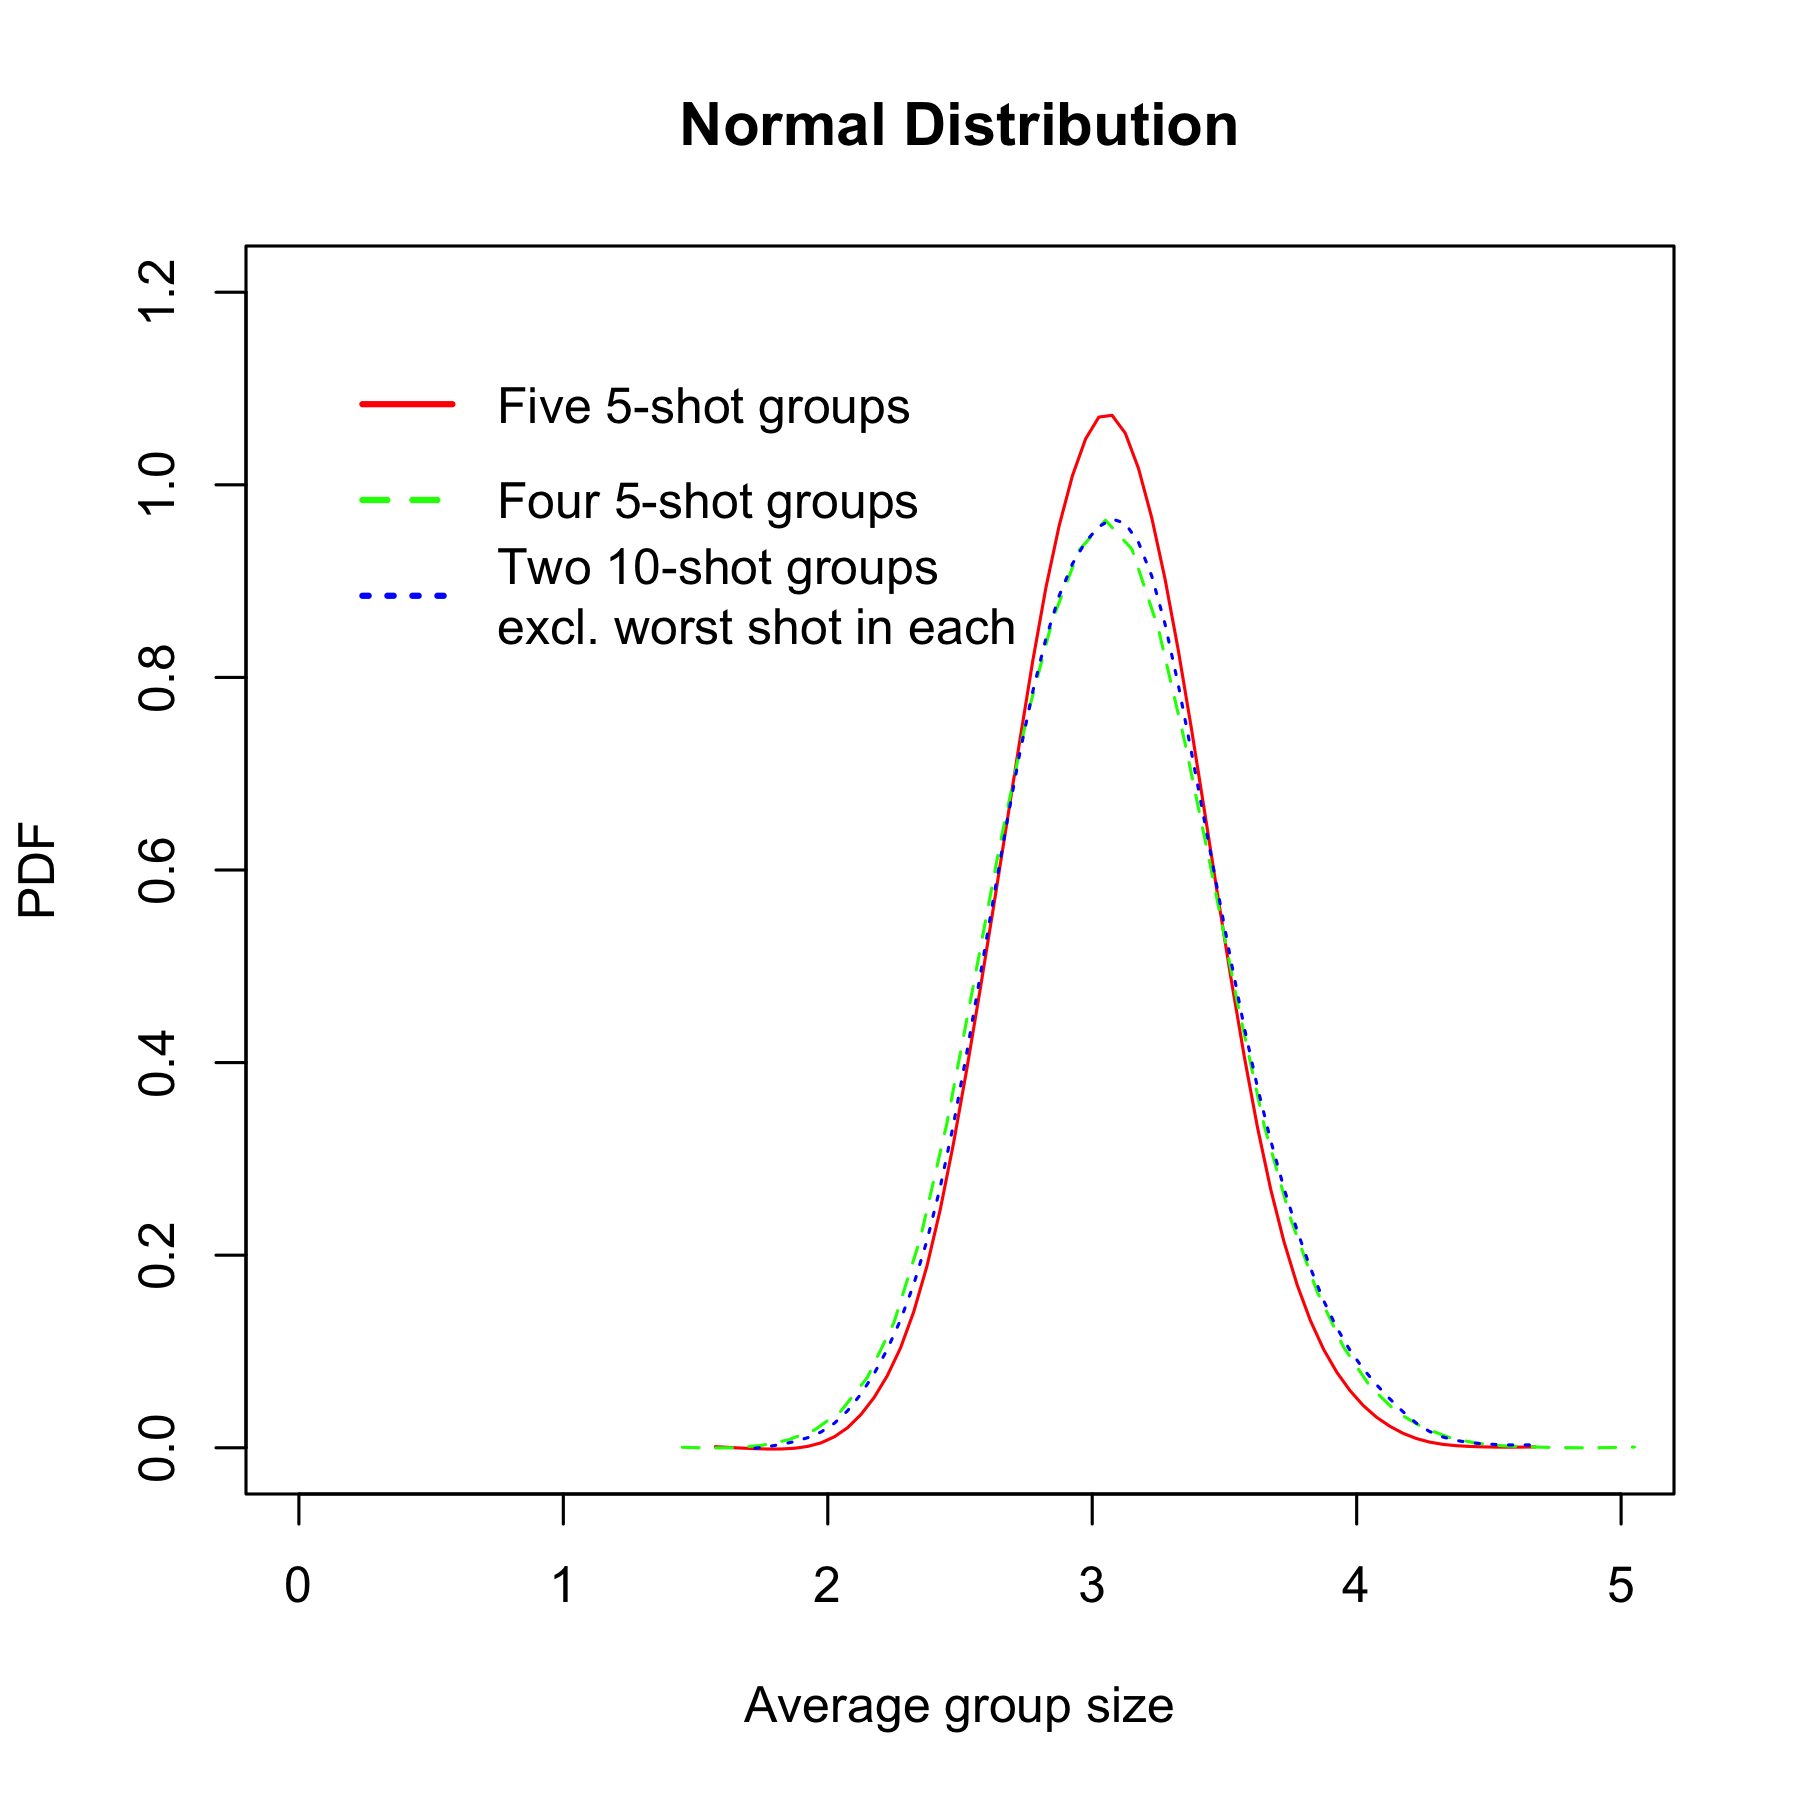 Normal Distribution
1.2
1.0
0.8
0.6
0.4
0.2
0.0
PDF
Five 5-shot groups
Four 5-shot groups
Two 10-shot groups
excl. worst shot in each
0 1 2 3 4 5
Average group size